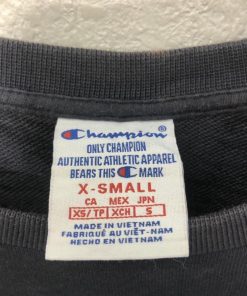 Champion
ONLY CHAMPION
AUTHENTIC ATHLETIC APPAREL
BEARS THIS C MARK
X-SMALL
CA MEX JPN
XS/TP XCH S
MADE IN VIETNAM
FABRIQUÉ AU VIET-NAM
HECHO EN VIETNAM